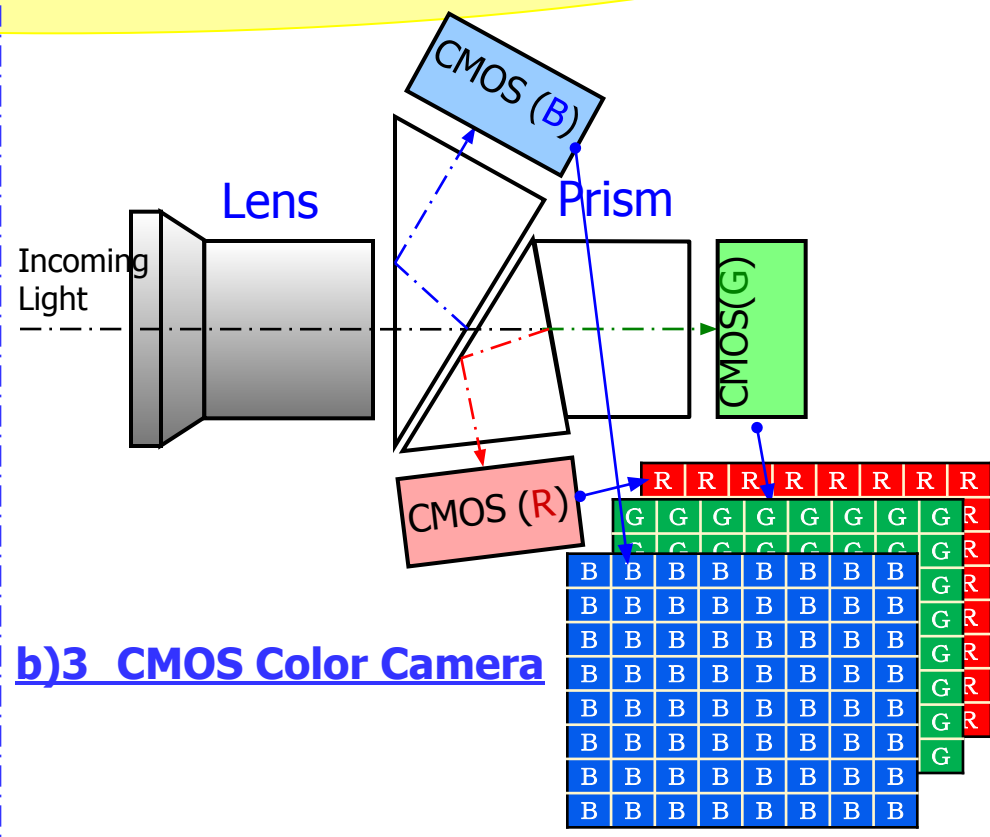 CMOS (B)
Lens
Prism
Incoming
Light
CMOS(G)
CMOS (R)
R R R R R R R R
G G G G G G G G R
G G G G G G G G R
B B B B B B B B G R
B B B B B B B B G R
B B B B B B B B G R
B B B B B B B B G R
B B B B B B B B G R
B B B B B B B B G
B B B B B B B B
B B B B B B B B
b)3 CMOS Color Camera